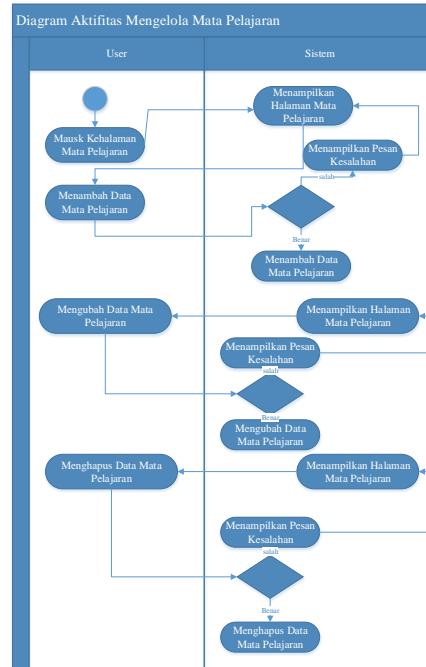 Diagram Aktifitas Mengelola Mata Pelajaran
User
Sistem
Menampilkan
Halaman Mata
Pelajaran
Mausk Kehalaman
Mata Pelajaran
Menampilkan Pesan
Kesalahan
salah
Menambah Data
Mata Pelajaran
Benar
Menambah Data
Mata Pelajaran
Mengubah Data Mata
Pelajaran
Menampilkan Halaman
Mata Pelajaran
Menampilkan Pesan
Kesalahan
salah
Benar
Mengubah Data
Mata Pelajaran
Menghapus Data Mata
Pelajaran
Menampilkan Halaman
Mata Pelajaran
Menampilkan Pesan
Kesalahan
salah
Benar
Menghapus Data
Mata Pelajaran